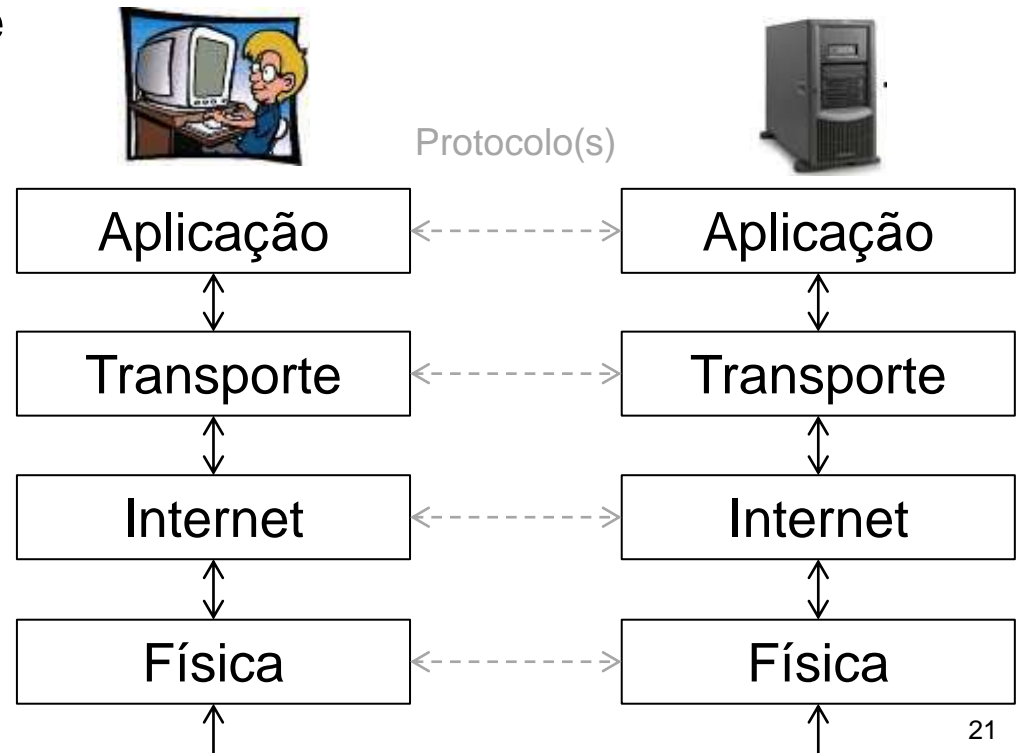 e
Protocolo(s)
Aplicação Aplicação
Transporte Transporte
Internet Internet
Física Física
21